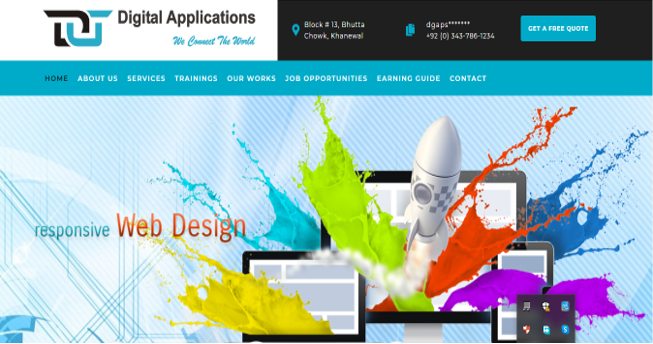 Digital Applications
We Connect The World
Block # 13, Bhutta
Chowk, Khanewal
dgaps*******
+92 (0) 343-786-1234
GET A FREE QUOTE
HOME ABOUT US SERVICES TRAININGS OUR WORKS JOB OPPORTUNITIES EARNING GUIDE CONTACT
responsive Web Design